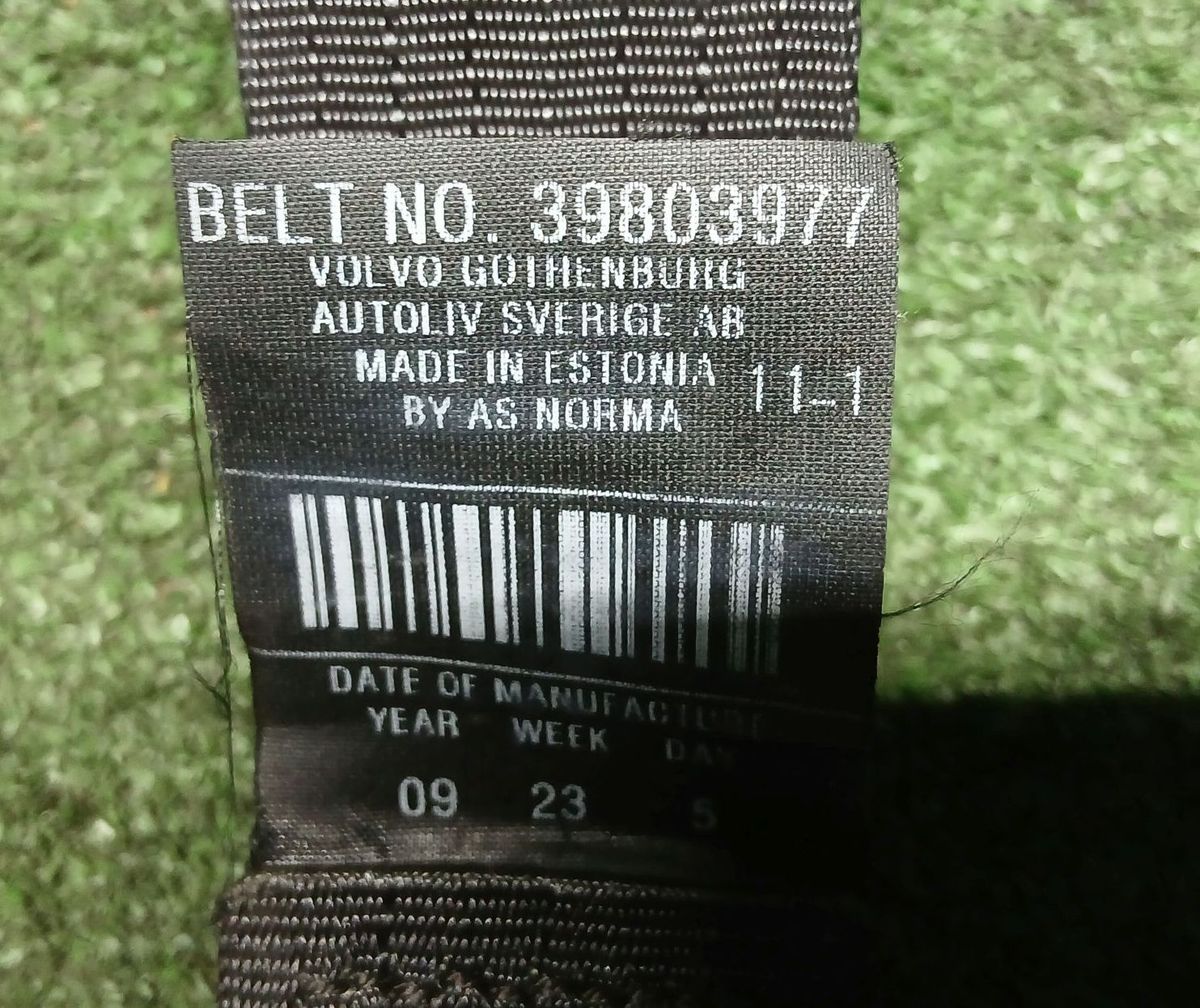 BELT NO. 39803977
VOLVO GOTHENBURG
AUTOLIV SVERIGE AB
MADE IN ESTONIA 11-1
BY AS NORMA
DATE OF MANUFACTURE
YEAR WEEK DAY
09 23 5